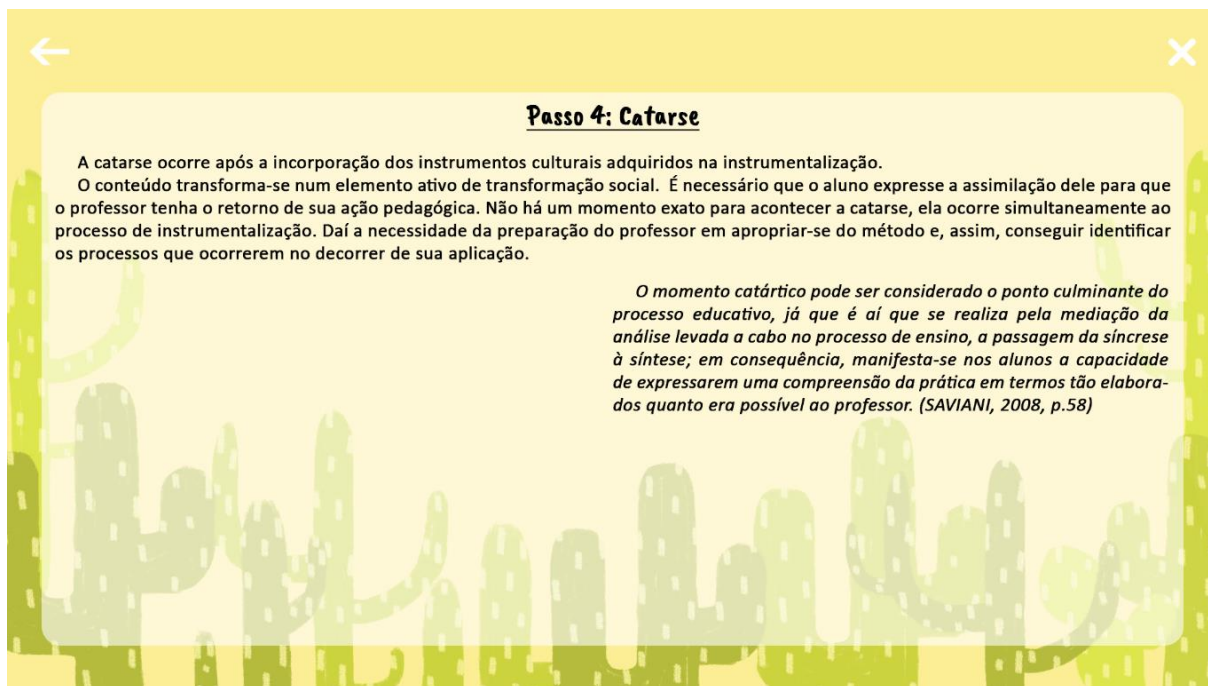 Passo 4: Catarse
A catarse ocorre após a incorporação dos instrumentos culturais adquiridos na instrumentalização.
O conteúdo transforma-se num elemento ativo de transformação social.  É necessário que o aluno expresse a assimilação dele para que
o professor tenha o retorno de sua ação pedagógica. Não há um momento exato para acontecer a catarse, ela ocorre simultaneamente ao
processo de instrumentalização. Daí a necessidade da preparação do professor em apropriar-se do método e, assim, conseguir identificar
os processos que ocorrerem no decorrer de sua aplicação.
O momento catártico pode ser considerado o ponto culminante do
processo educativo, já que é aí que se realiza pela mediação da
análise levada a cabo no processo de ensino, a passagem da síncrese
à síntese; em consequência, manifesta-se nos alunos a capacidade
de expressarem uma compreensão da prática em termos tão elabora-
dos quanto era possível ao professor. (SAVIANI, 2008, p.58)